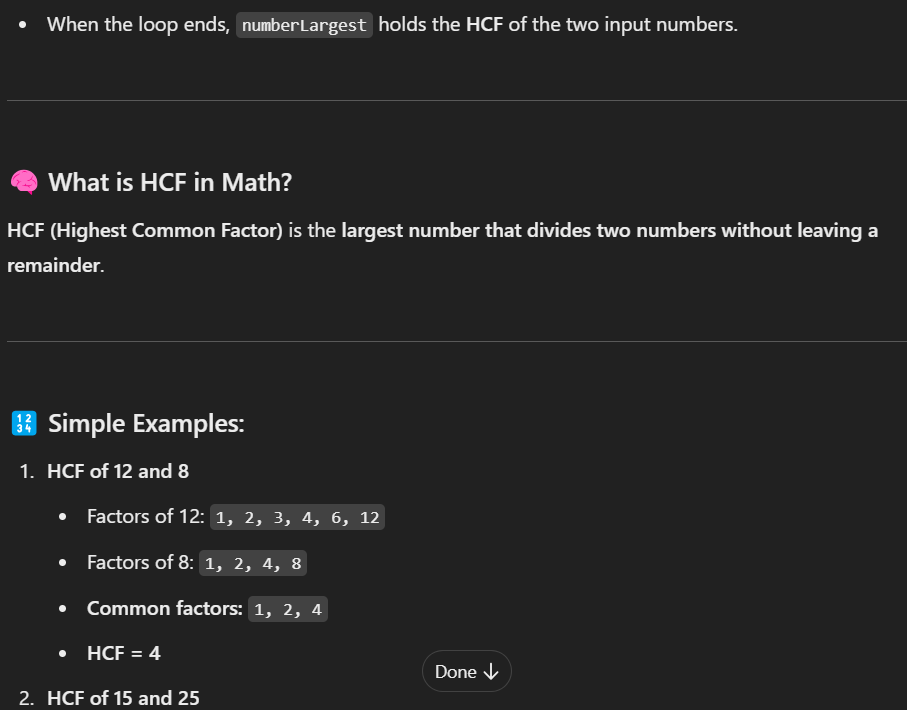 • When the loop ends, numberLargest holds the HCF of the two input numbers.
🧠 What is HCF in Math?
HCF (Highest Common Factor) is the largest number that divides two numbers without leaving a
remainder.
🔢 Simple Examples:
1. HCF of 12 and 8
• Factors of 12: 1, 2, 3, 4, 6, 12
• Factors of 8: 1, 2, 4, 8
• Common factors: 1, 2, 4
• HCF = 4
Done ↓
2. HCF of 15 and 25